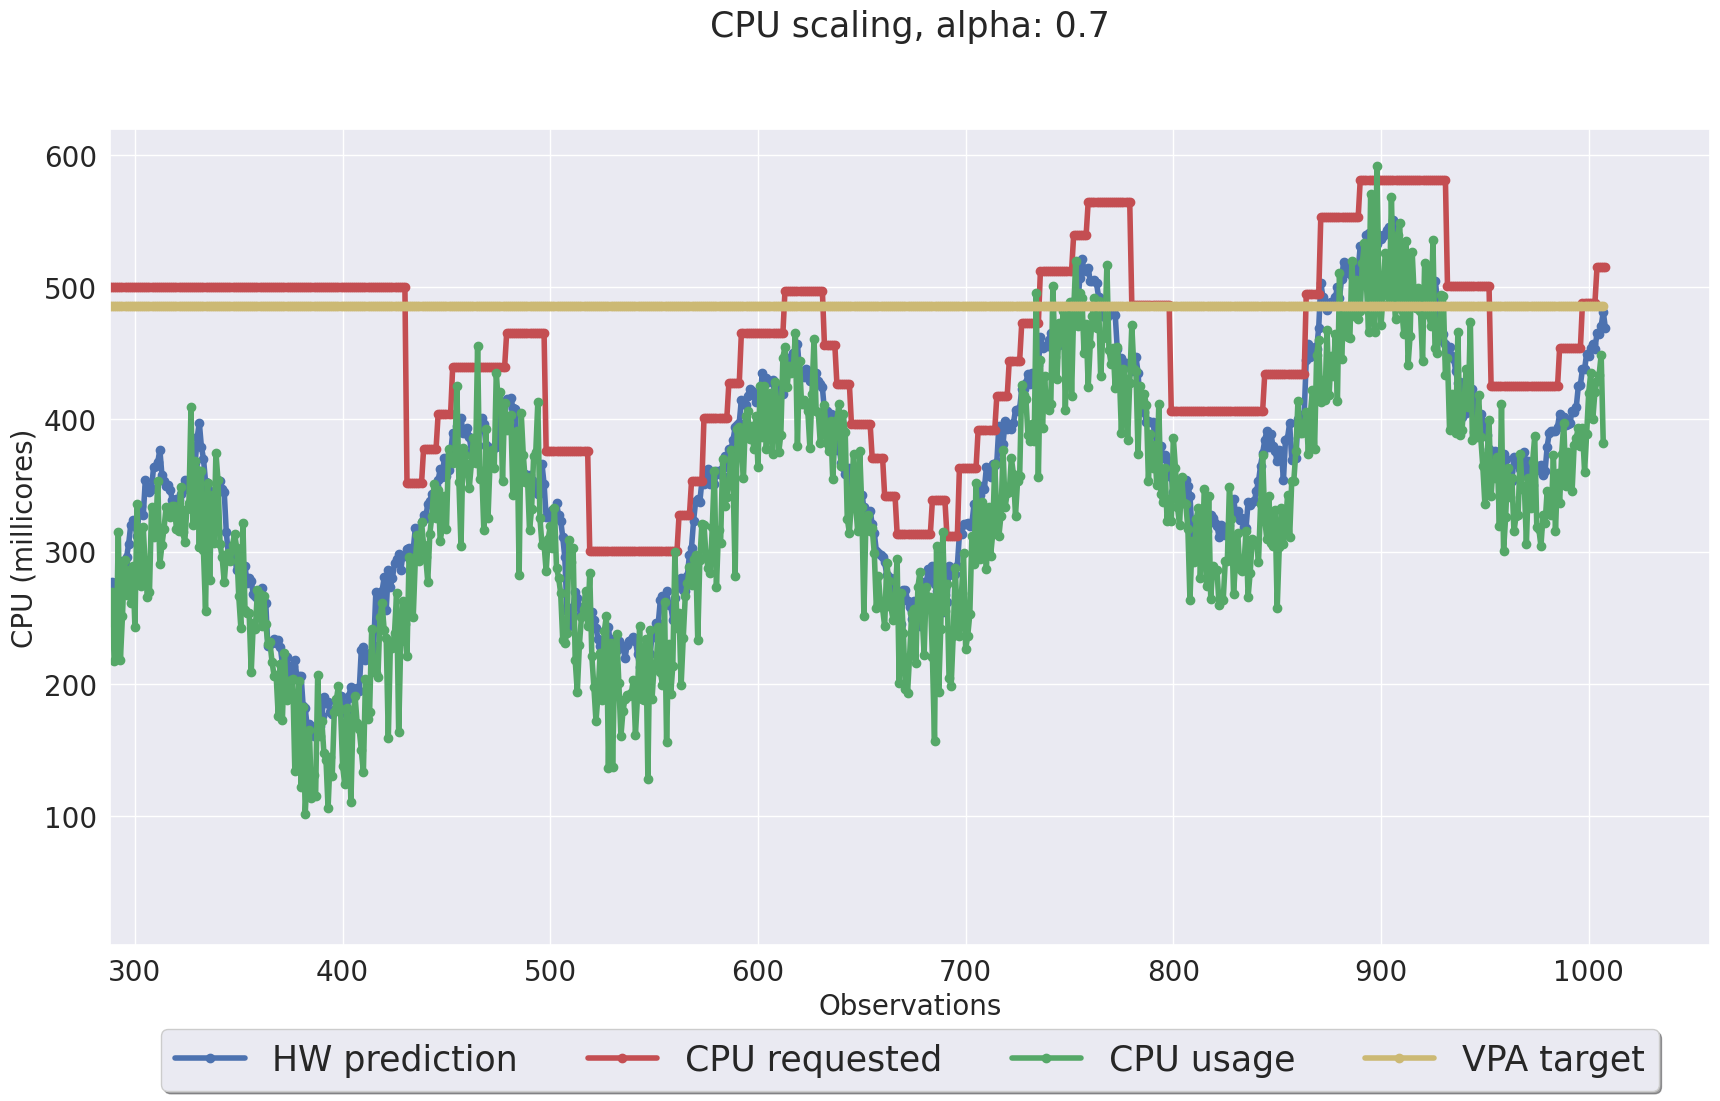 CPU scaling, alpha: 0.7
CPU (millicores)
600
500
400
300
200
100
300 400 500 600 700 800 900 1000
Observations
HW prediction CPU requested CPU usage VPA target